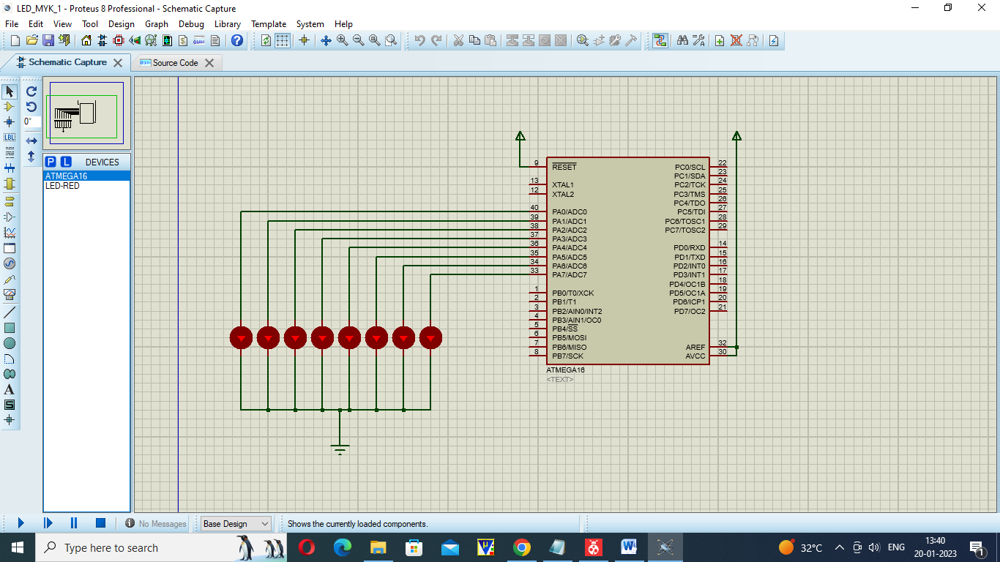 LED_MYK_1 - Proteus 8 Professional - Schematic Capture
File Edit View Tool Design Graph Debug Library Template System Help
Schematic Capture
Source Code
0°
LBL
P L DEVICES
ATMEGA16
LED-RED
A
S
9 RESET
13 XTAL1
12 XTAL2
40 PA0/ADC0
39 PA1/ADC1
38 PA2/ADC2
37 PA3/ADC3
36 PA4/ADC4
35 PA5/ADC5
34 PA6/ADC6
33 PA7/ADC7
1 PB0/T0/XCK
2 PB1/T1
3 PB2/AIN0/INT2
4 PB3/AIN1/OC0
5 PB4/SS
6 PB5/MOSI
7 PB6/MISO
8 PB7/SCK
PC0/SCL 22
PC1/SDA 23
PC2/TCK 24
PC3/TMS 25
PC4/TDO 26
PC5/TDI 27
PC6/TOSC1 28
PC7/TOSC2 29
PD0/RXD 14
PD1/TXD 15
PD2/INT0 16
PD3/INT1 17
PD4/OC1B 18
PD5/OC1A 19
PD6/ICP1 20
PD7/OC2 21
AREF 32
AVCC 30
ATMEGA16
<TEXT>
No Messages
Base Design
Shows the currently loaded components.
Type here to search
32°C
ENG
13:40
20-01-2023
1